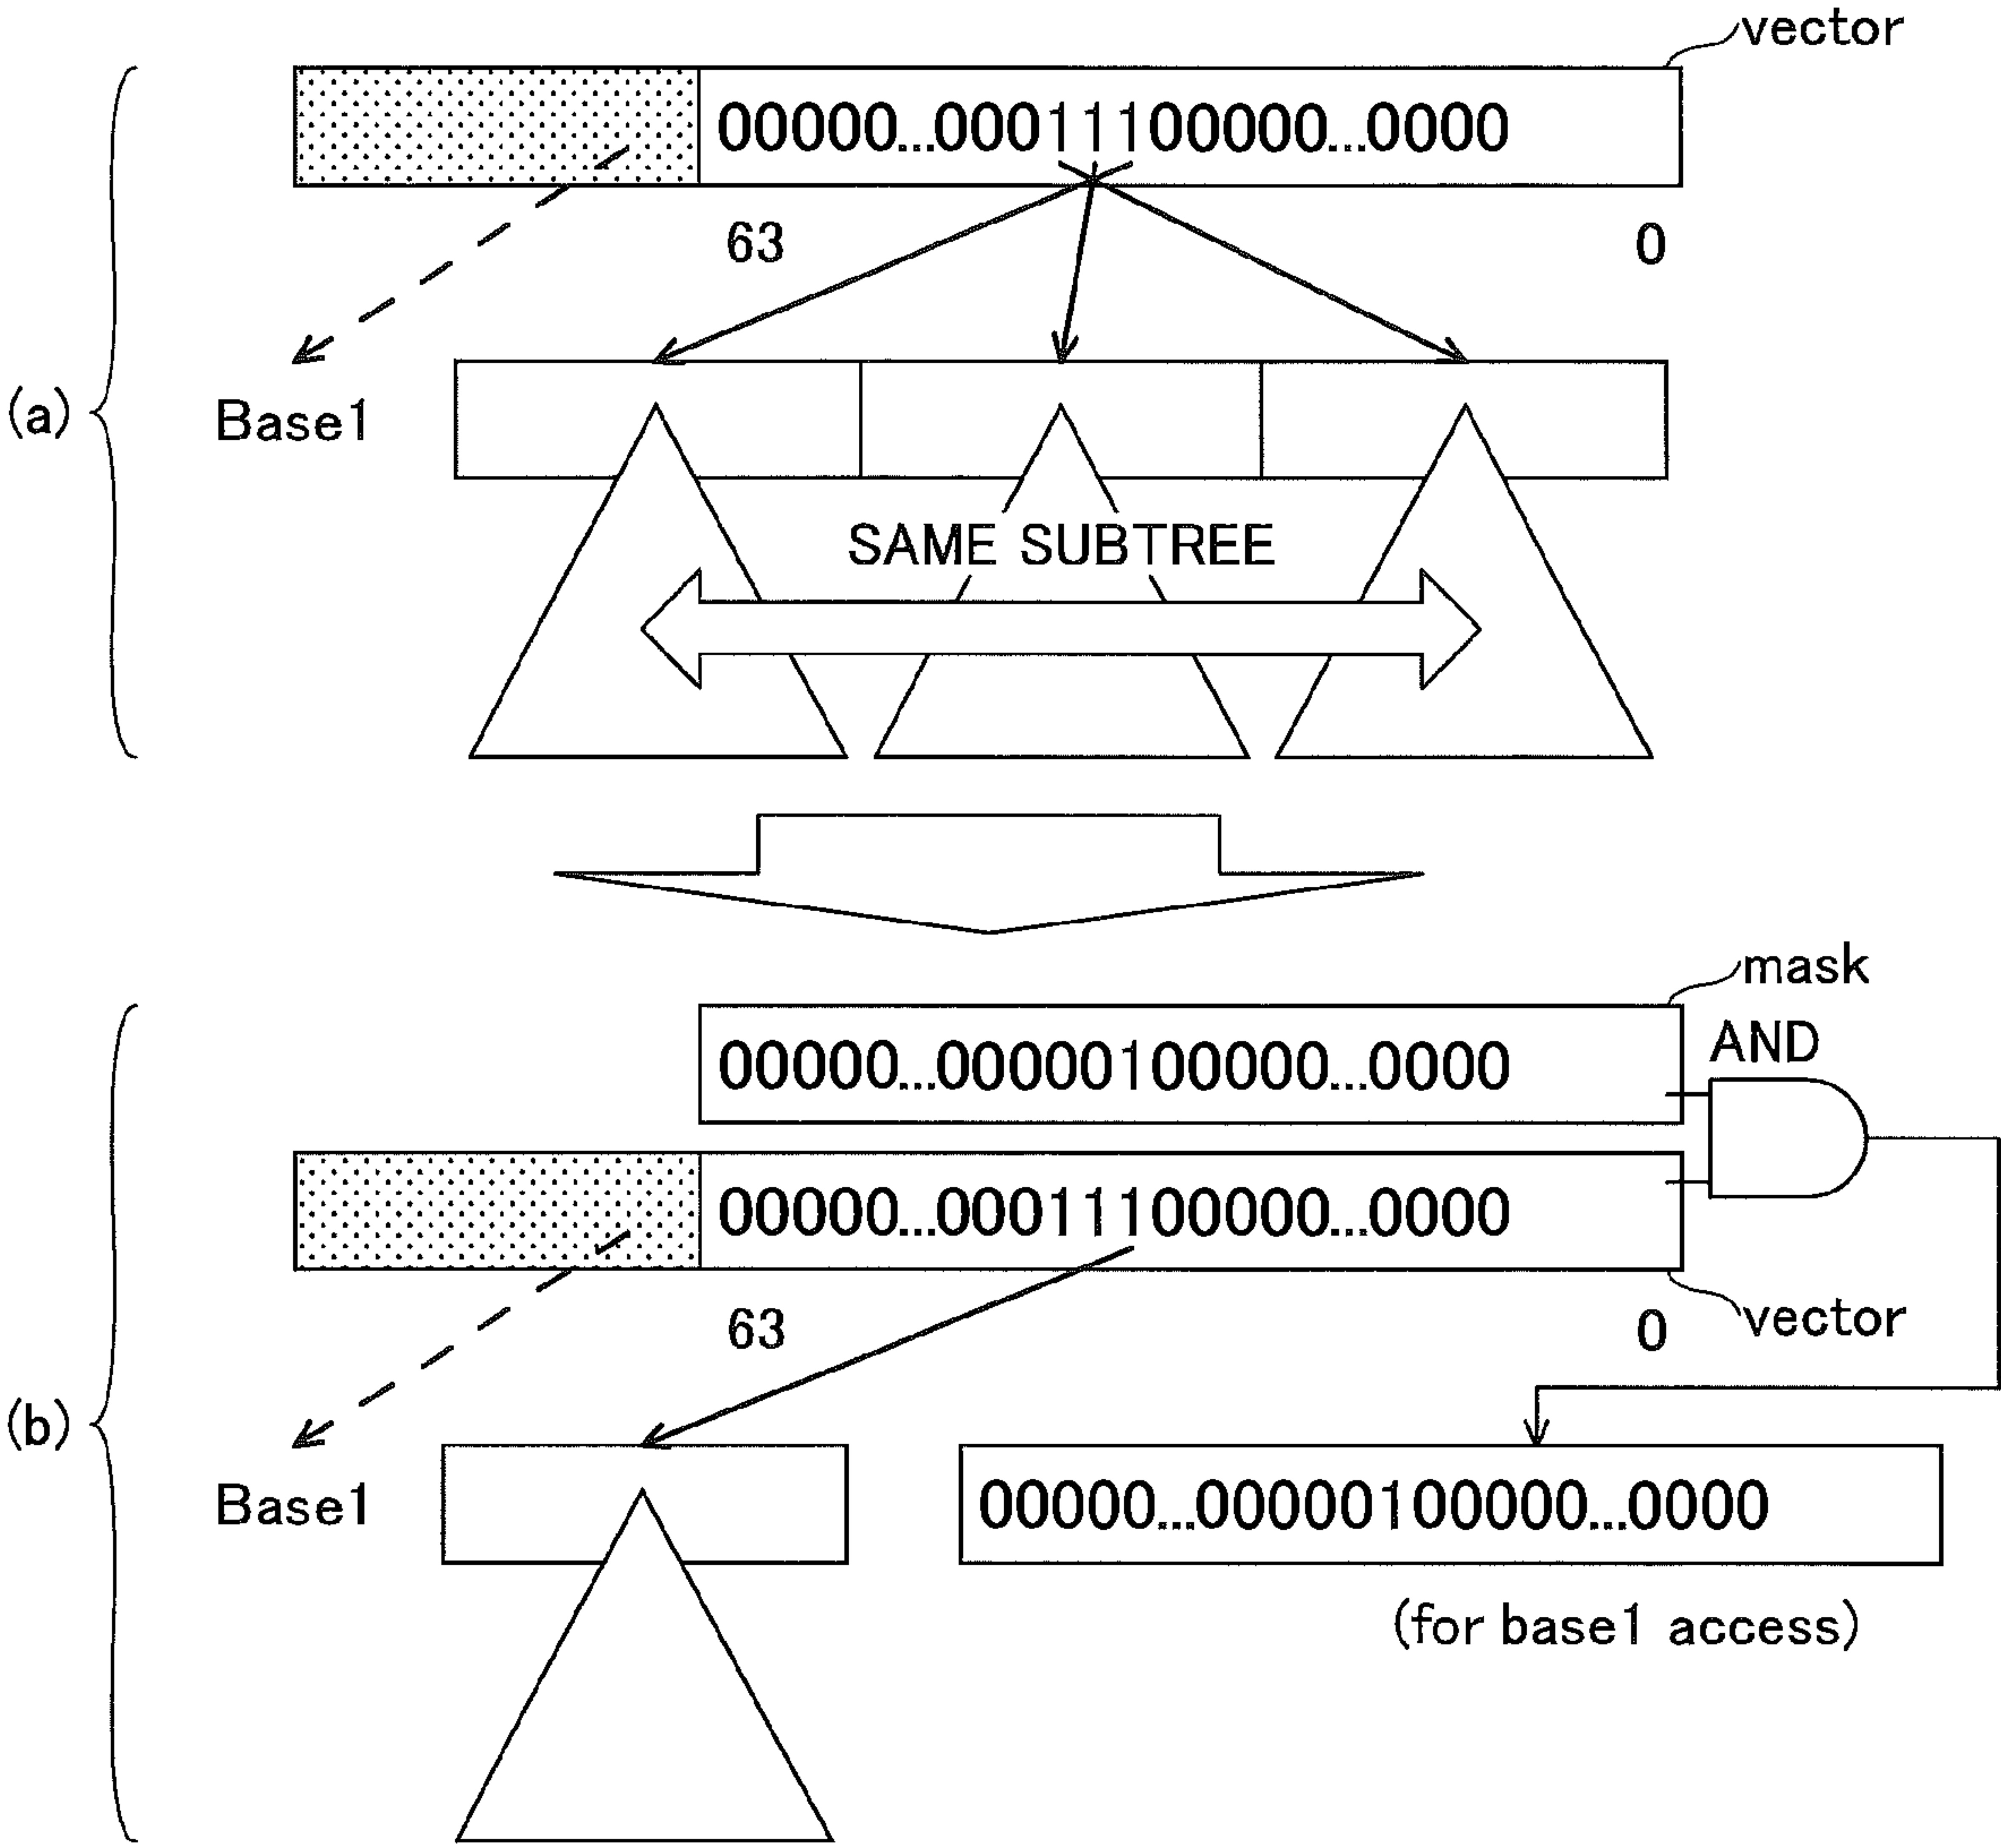 vector
00000...00011100000...0000
63 0
(a)
Base1
SAME SUBTREE
mask
00000...00000100000...0000
AND
00000...00011100000...0000
63 0 vector
(b)
Base1
00000...00000100000...0000
(for base1 access)